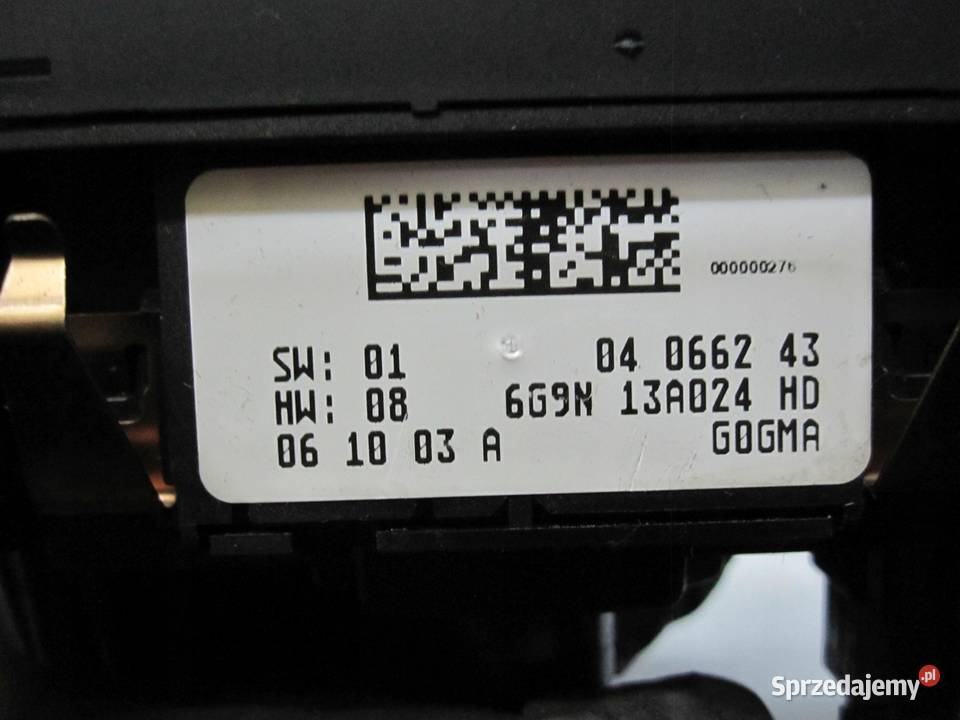 000000276
SW: 01 04 0662 43
HW: 08 6G9N 13A024 HD
06 10 03 A G0GMA
Sprzedajemy.pl